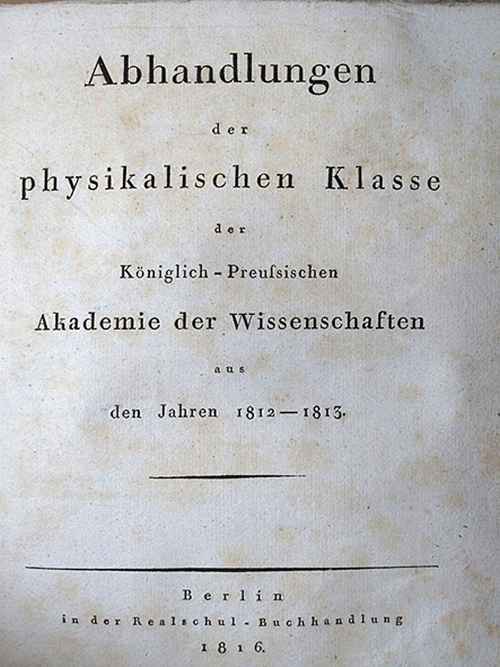 Abhandlungen
der
physikalischen Klasse
der
Königlich-Preuſsischen
Akademie der Wissenschaften
aus
den Jahren 1812—1813.
Berlin
in der Realschul-Buchhandlung
1816.